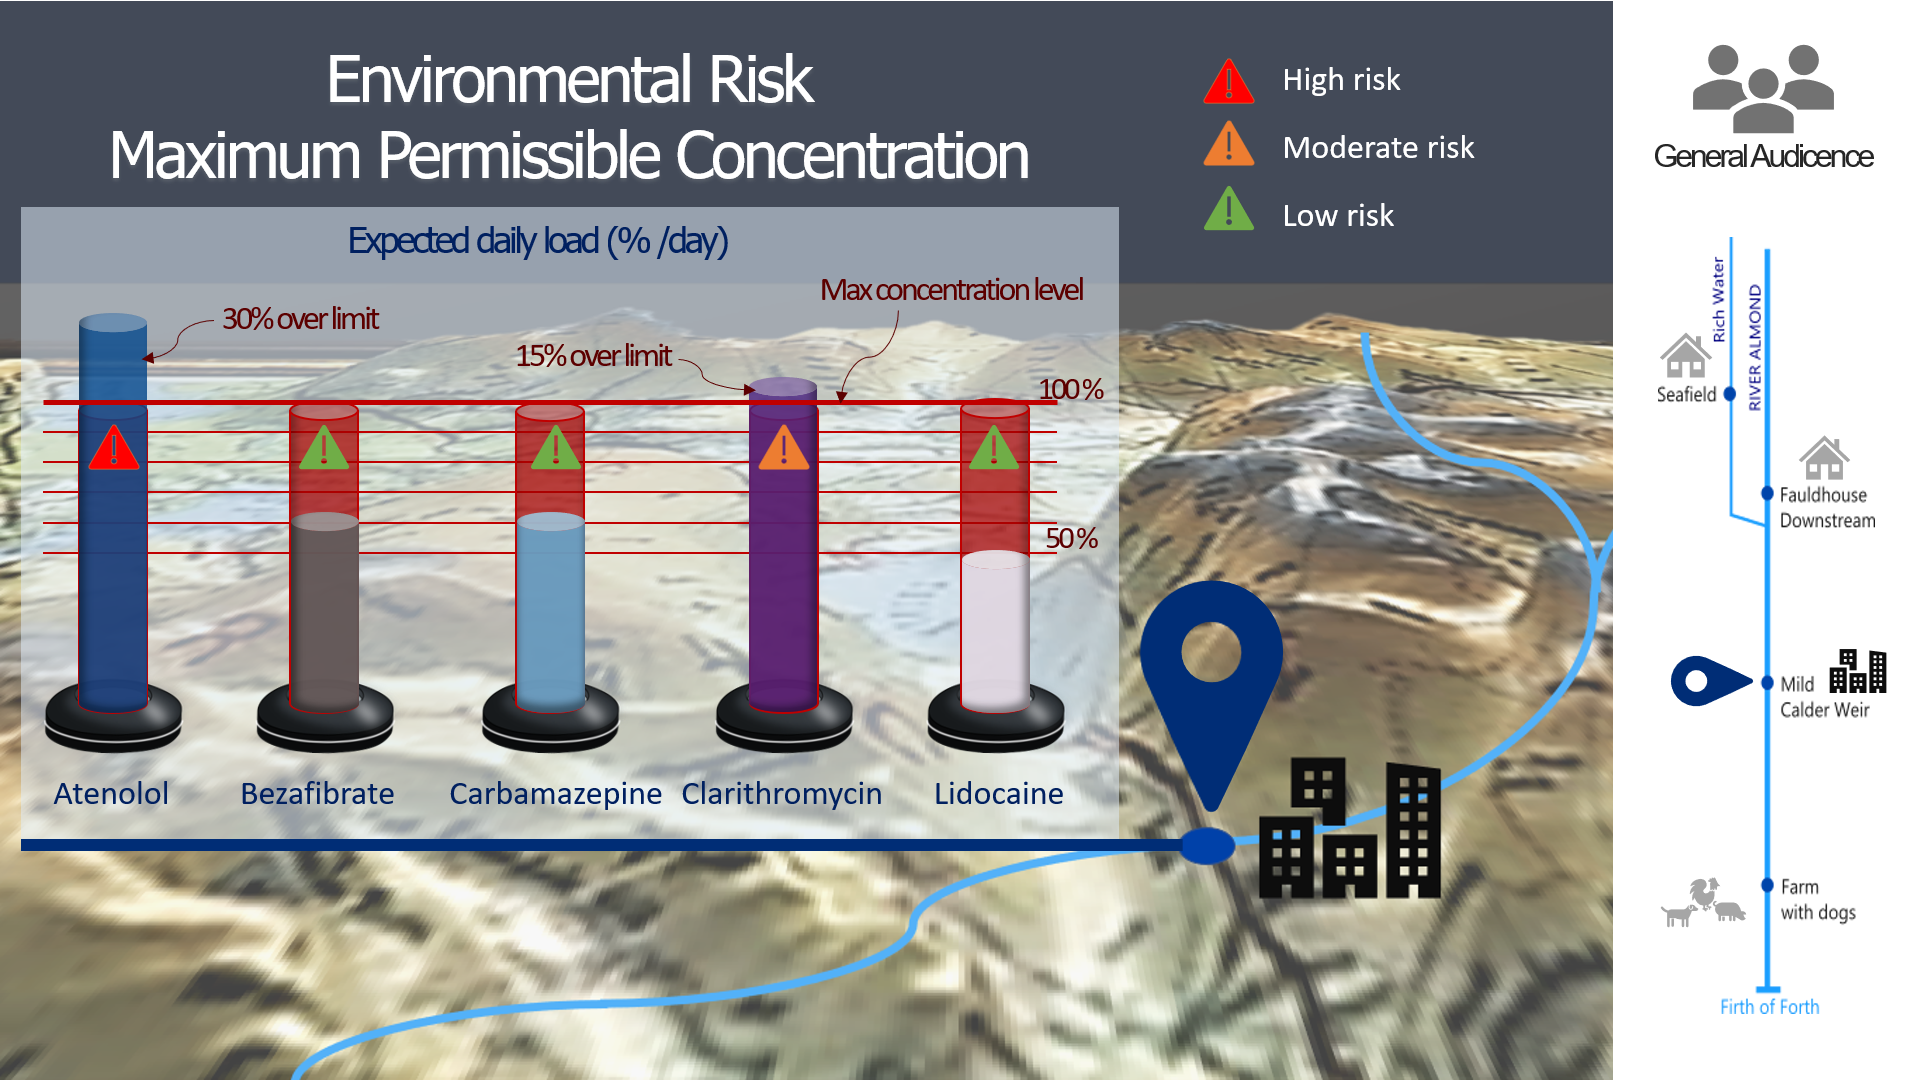 Environmental Risk
Maximum Permissible Concentration
High risk
Moderate risk
Low risk
Expected daily load (% /day)
30% over limit
15% over limit
Max concentration level
100 %
50 %
Atenolol
Bezafibrate
Carbamazepine
Clarithromycin
Lidocaine
General Audicence
Rich Water
RIVER ALMOND
Seafield
Fauldhouse
Downstream
Mild
Calder Weir
Farm
with dogs
Firth of Forth